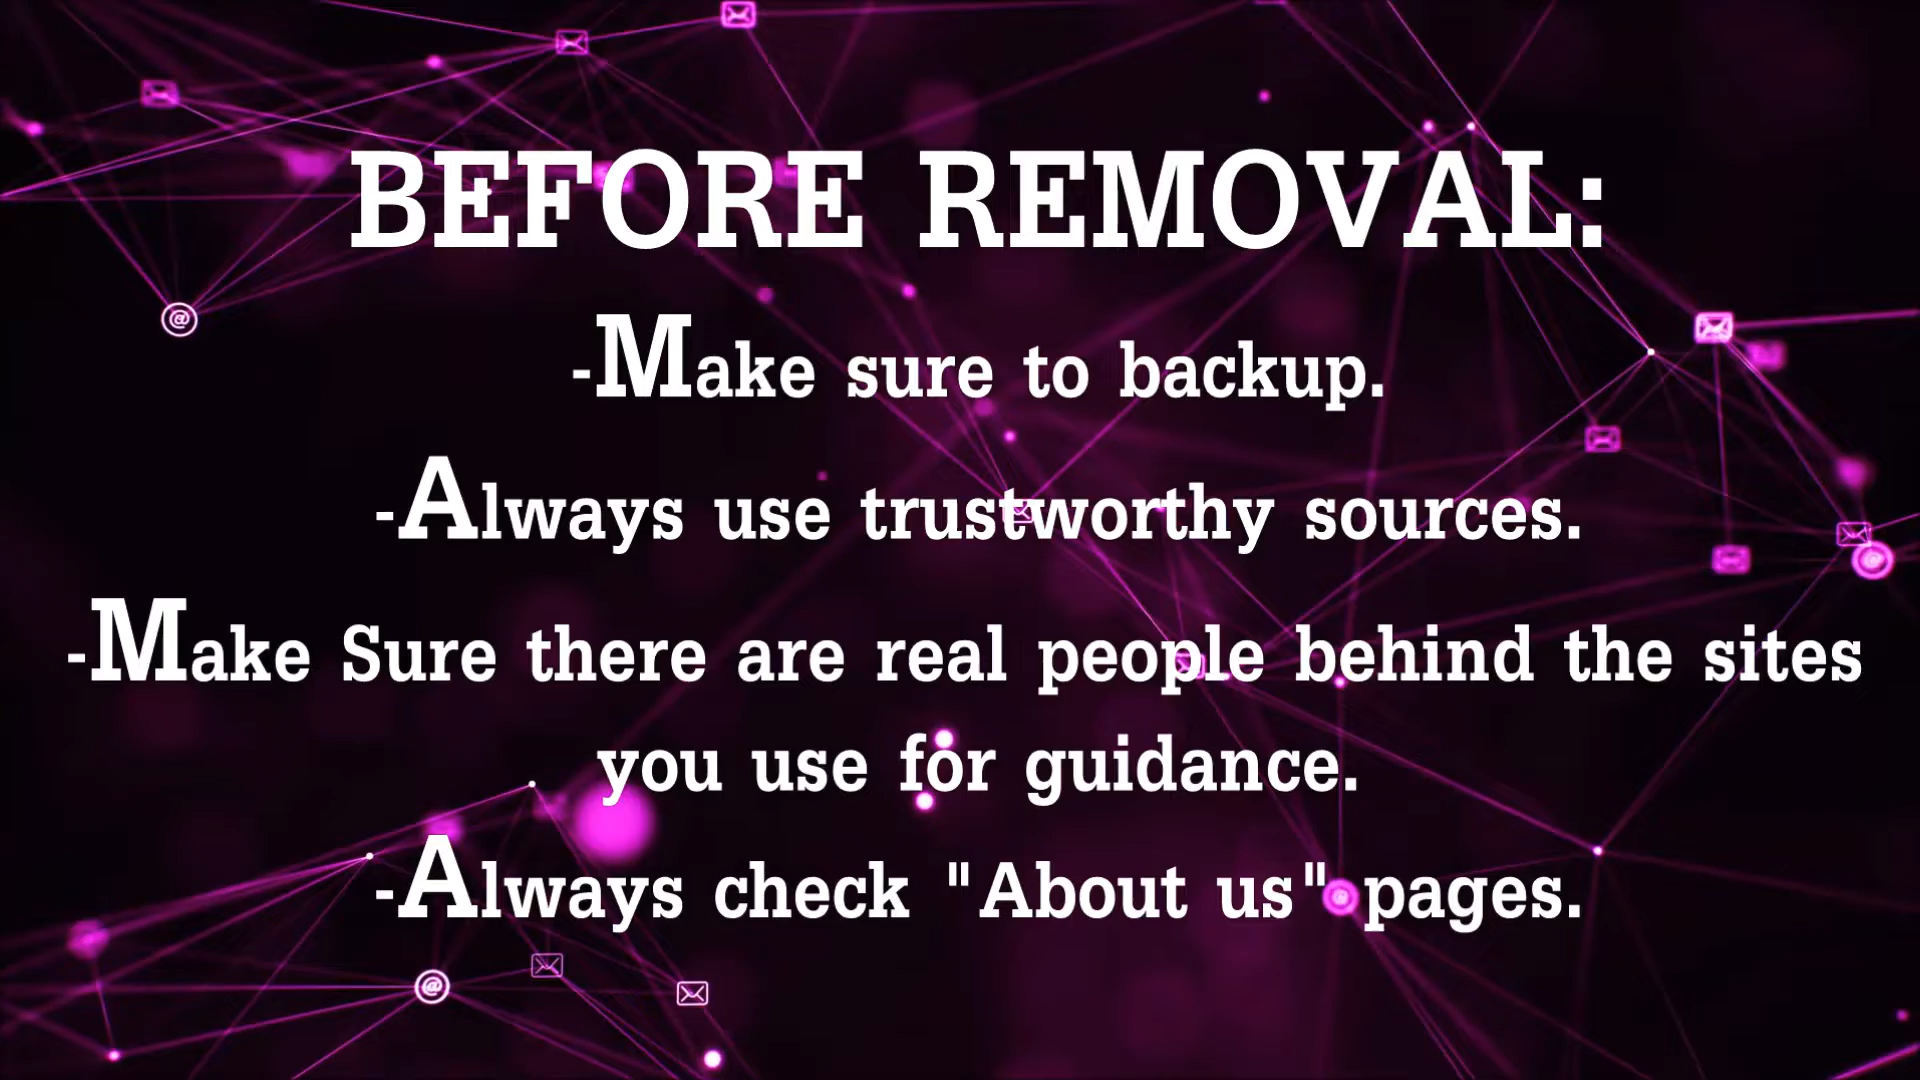 BEFORE REMOVAL:
-Make sure to backup.
-Always use trustworthy sources.
-Make Sure there are real people behind the sites
you use for guidance.
-Always check "About us" pages.